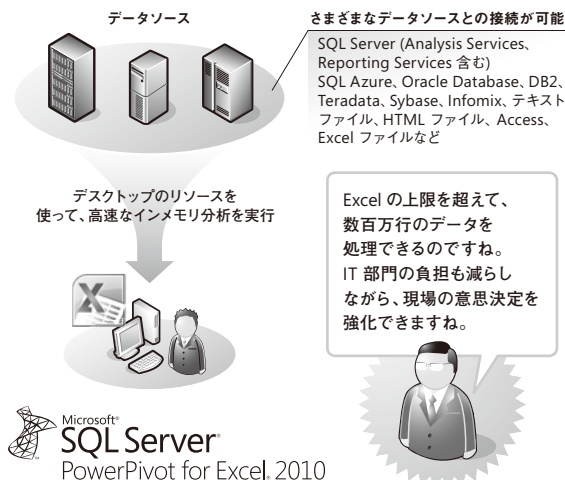 データソース
さまざまなデータソースとの接続が可能
SQL Server (Analysis Services、
Reporting Services 含む)
SQL Azure、Oracle Database、DB2、
Teradata、Sybase、Infomix、テキスト
ファイル、HTML ファイル、Access、
Excel ファイルなど
デスクトップのリソースを
使って、高速なインメモリ分析を実行
Excel の上限を超えて、
数百万行のデータを
処理できるのですね。
IT 部門の負担も減らし
ながら、現場の意思決定を
強化できますね。
X
Microsoft®
SQL Server®
PowerPivot for Excel® 2010